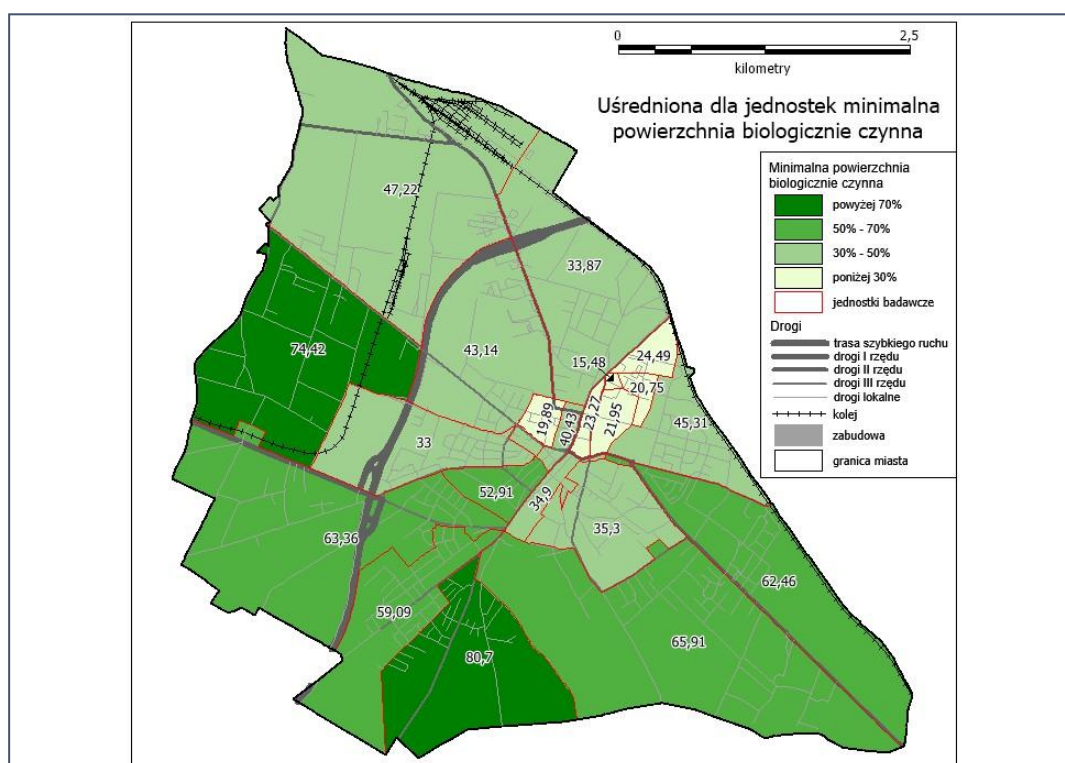 0 2,5
kilometry
Uśredniona dla jednostek minimalna
powierzchnia biologicznie czynna
Minimalna powierzchnia
biologicznie czynna
powyżej 70%
50% - 70%
30% - 50%
poniżej 30%
jednostki badawcze
Drogi
trasa szybkiego ruchu
drogi I rzędu
drogi II rzędu
drogi III rzędu
drogi lokalne
kolej
zabudowa
granica miasta
47,22
33,87
74,42
43,14
15,48
24,49
20,75
19,89
40,43
23,27
21,95
45,31
33
52,91
34,9
35,3
63,36
62,46
59,09
65,91
80,7